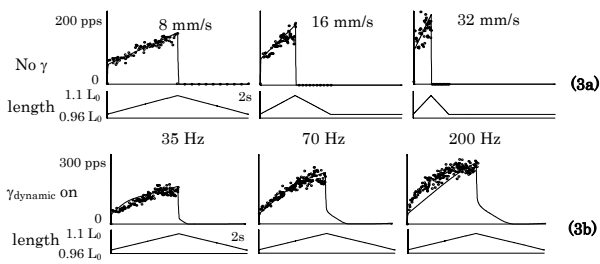 200 pps
8 mm/s
16 mm/s
32 mm/s
No γ
0
(3a)
1.1 L₀
2s
length
0.96 L₀
35 Hz
70 Hz
200 Hz
300 pps
γdynamic on
0
(3b)
1.1 L₀
2s
length
0.96 L₀